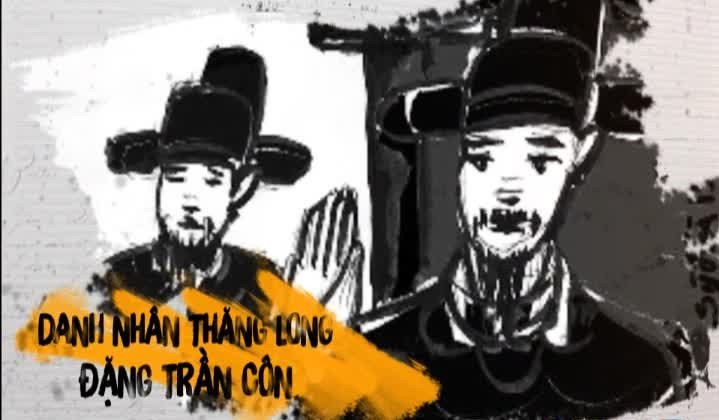 DANH NHÂN THĂNG LONG
ĐẶNG TRẦN CÔN